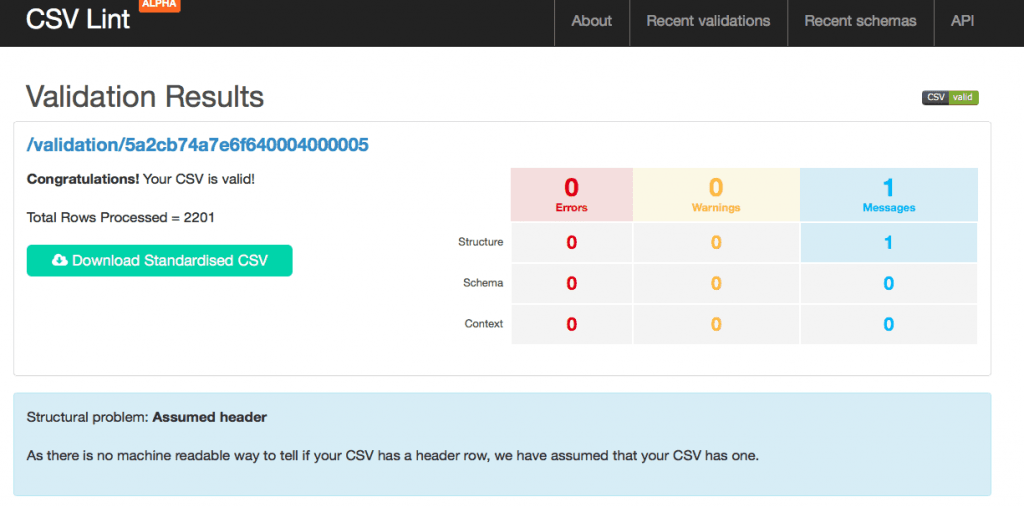 CSV Lint ALPHA
About Recent validations Recent schemas API
Validation Results
CSV valid
/validation/5a2cb74a7e6f640004000005
Congratulations! Your CSV is valid!
Total Rows Processed = 2201
Download Standardised CSV
0 0 1
Errors Warnings Messages
Structure 0 0 1
Schema 0 0 0
Context 0 0 0
Structural problem: Assumed header
As there is no machine readable way to tell if your CSV has a header row, we have assumed that your CSV has one.